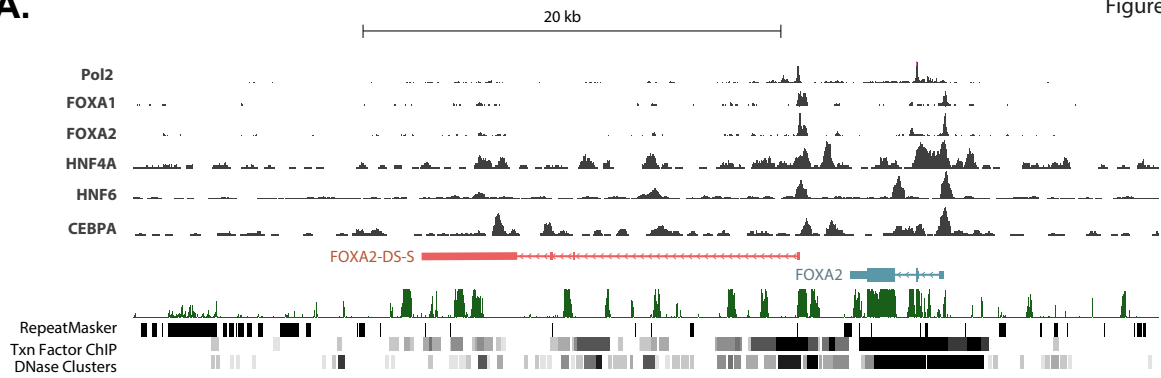 A.
Figure
20 kb
Pol2
FOXA1
FOXA2
HNF4A
HNF6
CEBPA
FOXA2-DS-S
FOXA2
RepeatMasker
Txn Factor ChIP
DNase Clusters